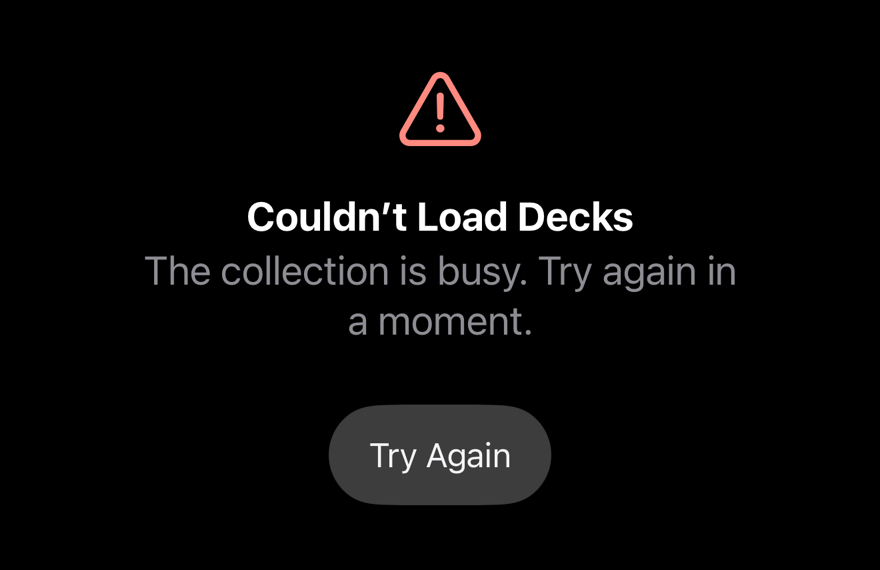 Couldn’t Load Decks
The collection is busy. Try again in
a moment.
Try Again